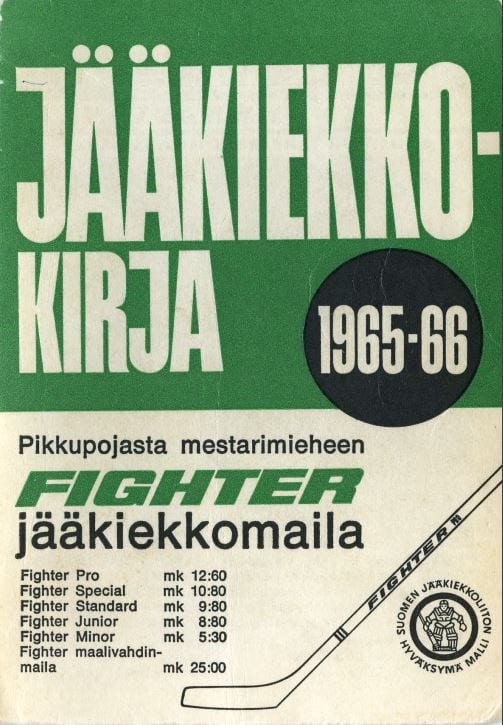 JÄÄKIEKKO-
KIRJA
1965-66
Pikkupojasta mestarimieheen
FIGHTER
jääkiekkomaila
Fighter Pro mk 12:60
Fighter Special mk 10:80
Fighter Standard mk 9:80
Fighter Junior mk 8:80
Fighter Minor mk 5:30
Fighter maalivahdin-
maila mk 25:00
FIGHTER
SUOMEN JÄÄKIEKKOLIITON
HYVÄKSYMÄ MALLI